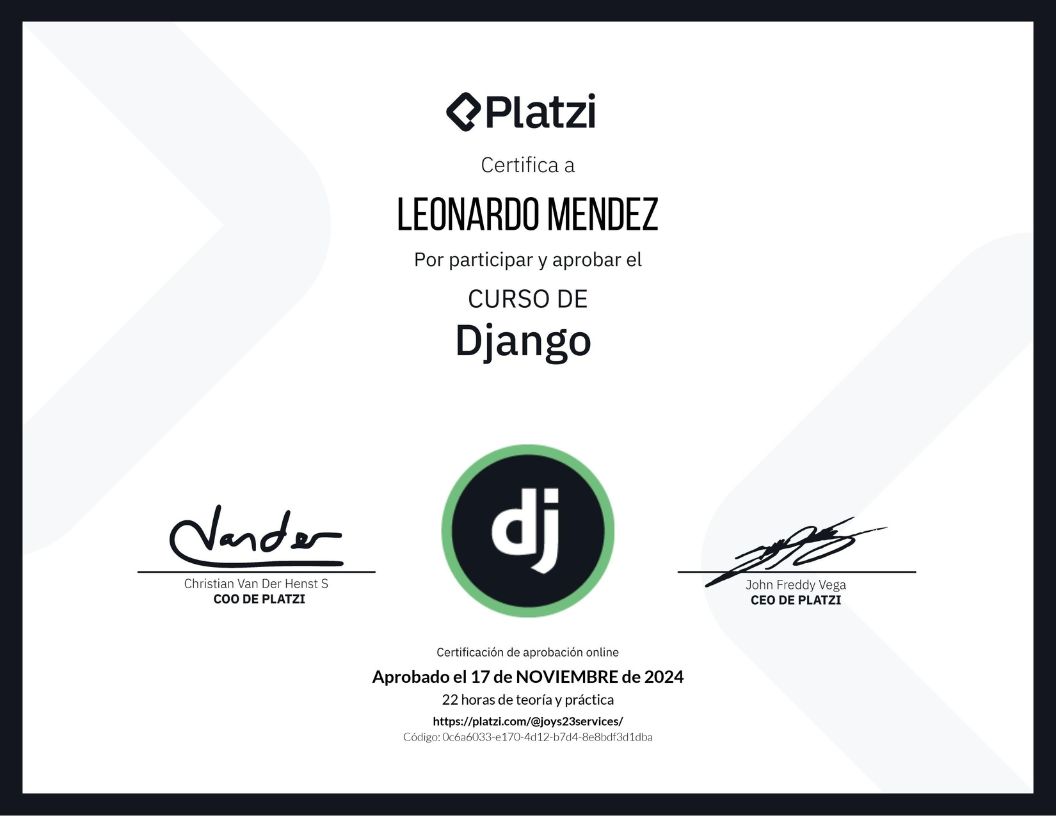 Platzi
Certifica a
LEONARDO MENDEZ
Por participar y aprobar el
CURSO DE
Django
dj
Vander
Christian Van Der Henst S
COO DE PLATZI
John Freddy Vega
CEO DE PLATZI
Certificación de aprobación online
Aprobado el 17 de NOVIEMBRE de 2024
22 horas de teoría y práctica
https://platzi.com/@joys23services/
Código: 0c6a6033-e170-4d12-b7d4-8e8bdf3d1dba